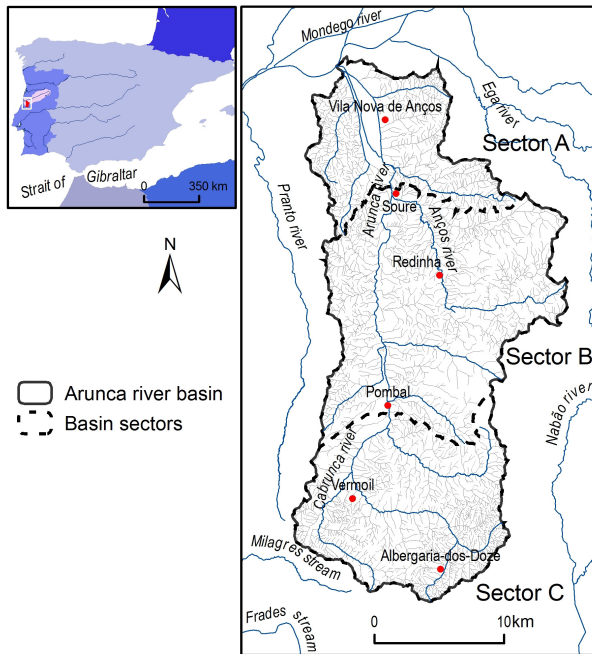 Strait of Gibraltar
0 350 km
N
Arunca river basin
Basin sectors
Mondego river
Ega river
Vila Nova de Anços
Sector A
Pranto river
Arunca river
Soure
Anços river
Redinha
Sector B
Pombal
Nabão river
Cabrunca river
Vermoil
Milagres stream
Albergaria-dos-Doze
Sector C
Frades
stream
0 10km